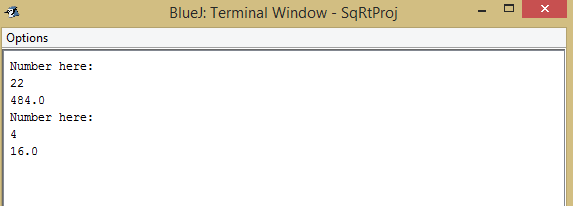 BlueJ: Terminal Window - SqRtProj
Options
Number here:
22
484.0
Number here:
4
16.0